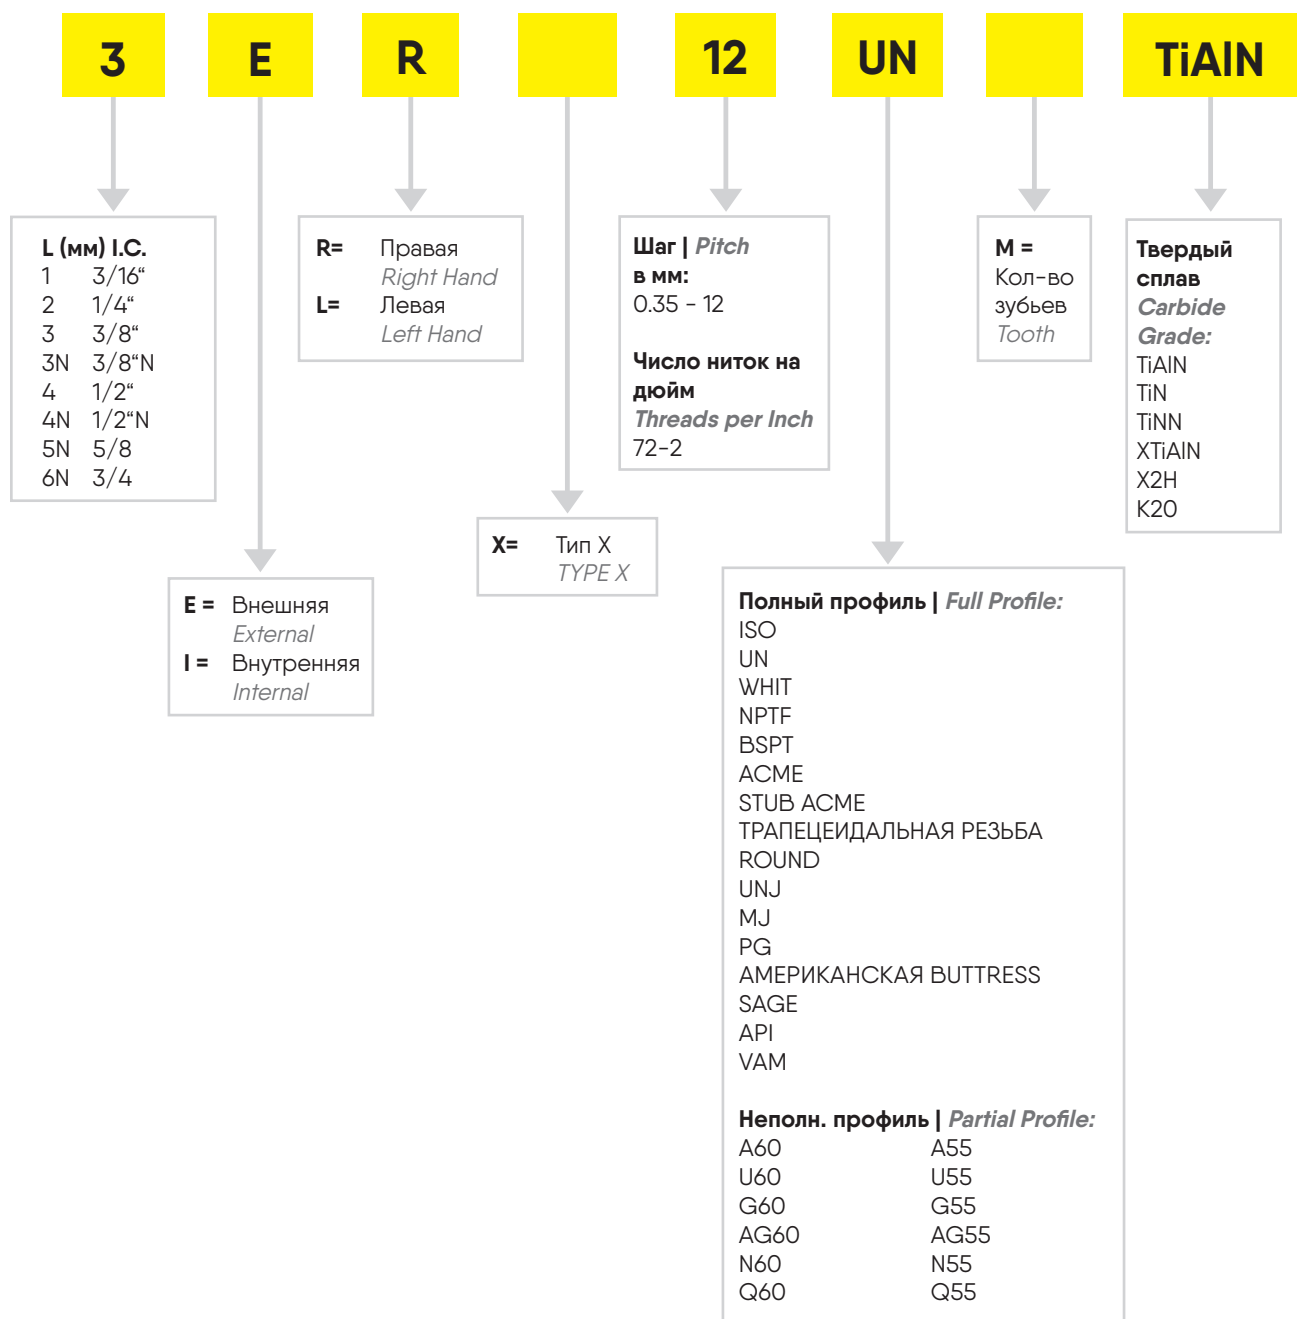 3 E R 12 UN TiAlN
L (мм) I.C.
1 3/16“
2 1/4“
3 3/8“
3N 3/8“N
4 1/2“
4N 1/2“N
5N 5/8
6N 3/4
E = Внешняя
External
I = Внутренняя
Internal
R= Правая
Right Hand
L= Левая
Left Hand
X= Тип X
TYPE X
Шаг | Pitch
в мм:
0.35 - 12
Число ниток на
дюйм
Threads per Inch
72-2
Полный профиль | Full Profile:
ISO
UN
WHIT
NPTF
BSPT
ACME
STUB ACME
ТРАПЕЦЕИДАЛЬНАЯ РЕЗЬБА
ROUND
UNJ
MJ
PG
АМЕРИКАНСКАЯ BUTTRESS
SAGE
API
VAM
Неполн. профиль | Partial Profile:
A60 A55
U60 U55
G60 G55
AG60 AG55
N60 N55
Q60 Q55
M =
Кол-во
зубьев
Tooth
Твердый
сплав
Carbide
Grade:
TiAlN
TiN
TiNN
XTiAlN
X2H
K20